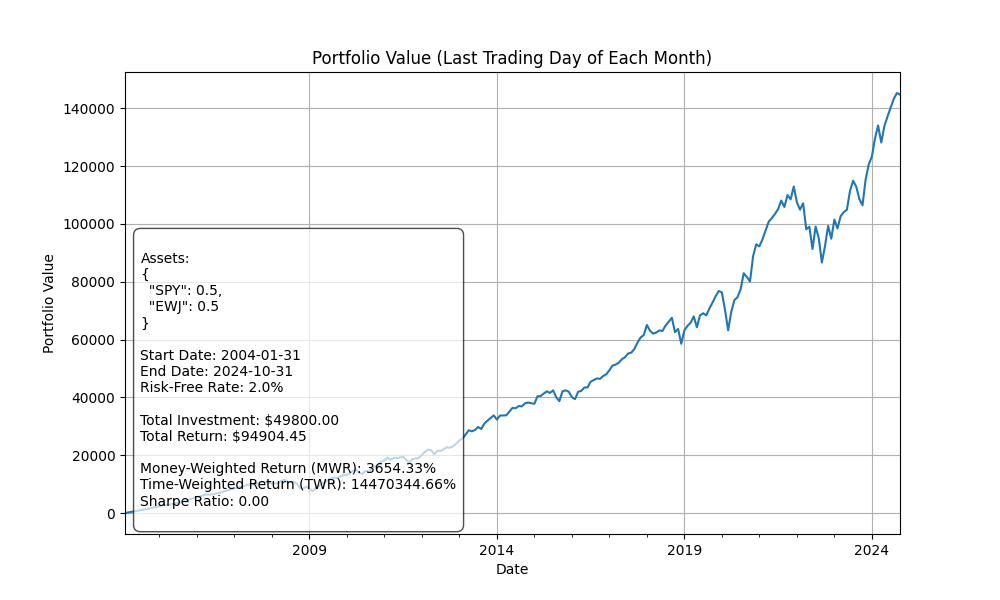 Portfolio Value (Last Trading Day of Each Month)
140000
120000
100000
80000
60000
40000
20000
0
Portfolio Value
Assets:
{
  "SPY": 0.5,
  "EWJ": 0.5
}
Start Date: 2004-01-31
End Date: 2024-10-31
Risk-Free Rate: 2.0%
Total Investment: $49800.00
Total Return: $94904.45
Money-Weighted Return (MWR): 3654.33%
Time-Weighted Return (TWR): 14470344.66%
Sharpe Ratio: 0.00
2009 2014 2019 2024
Date